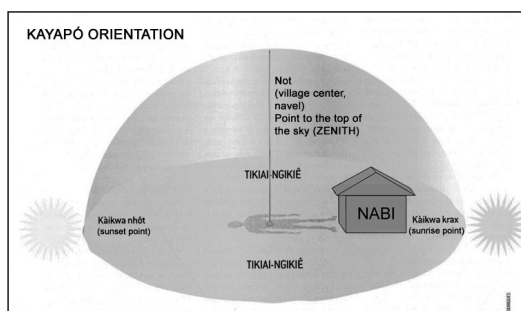 KAYAPÓ ORIENTATION
Not
(village center,
navel)
Point to the top of
the sky (ZENITH)
TIKIAI-NGIKIÊ
Kàikwa nhôt
(sunset point)
NABI
Kàikwa krax
(sunrise point)
TIKIAI-NGIKIÊ